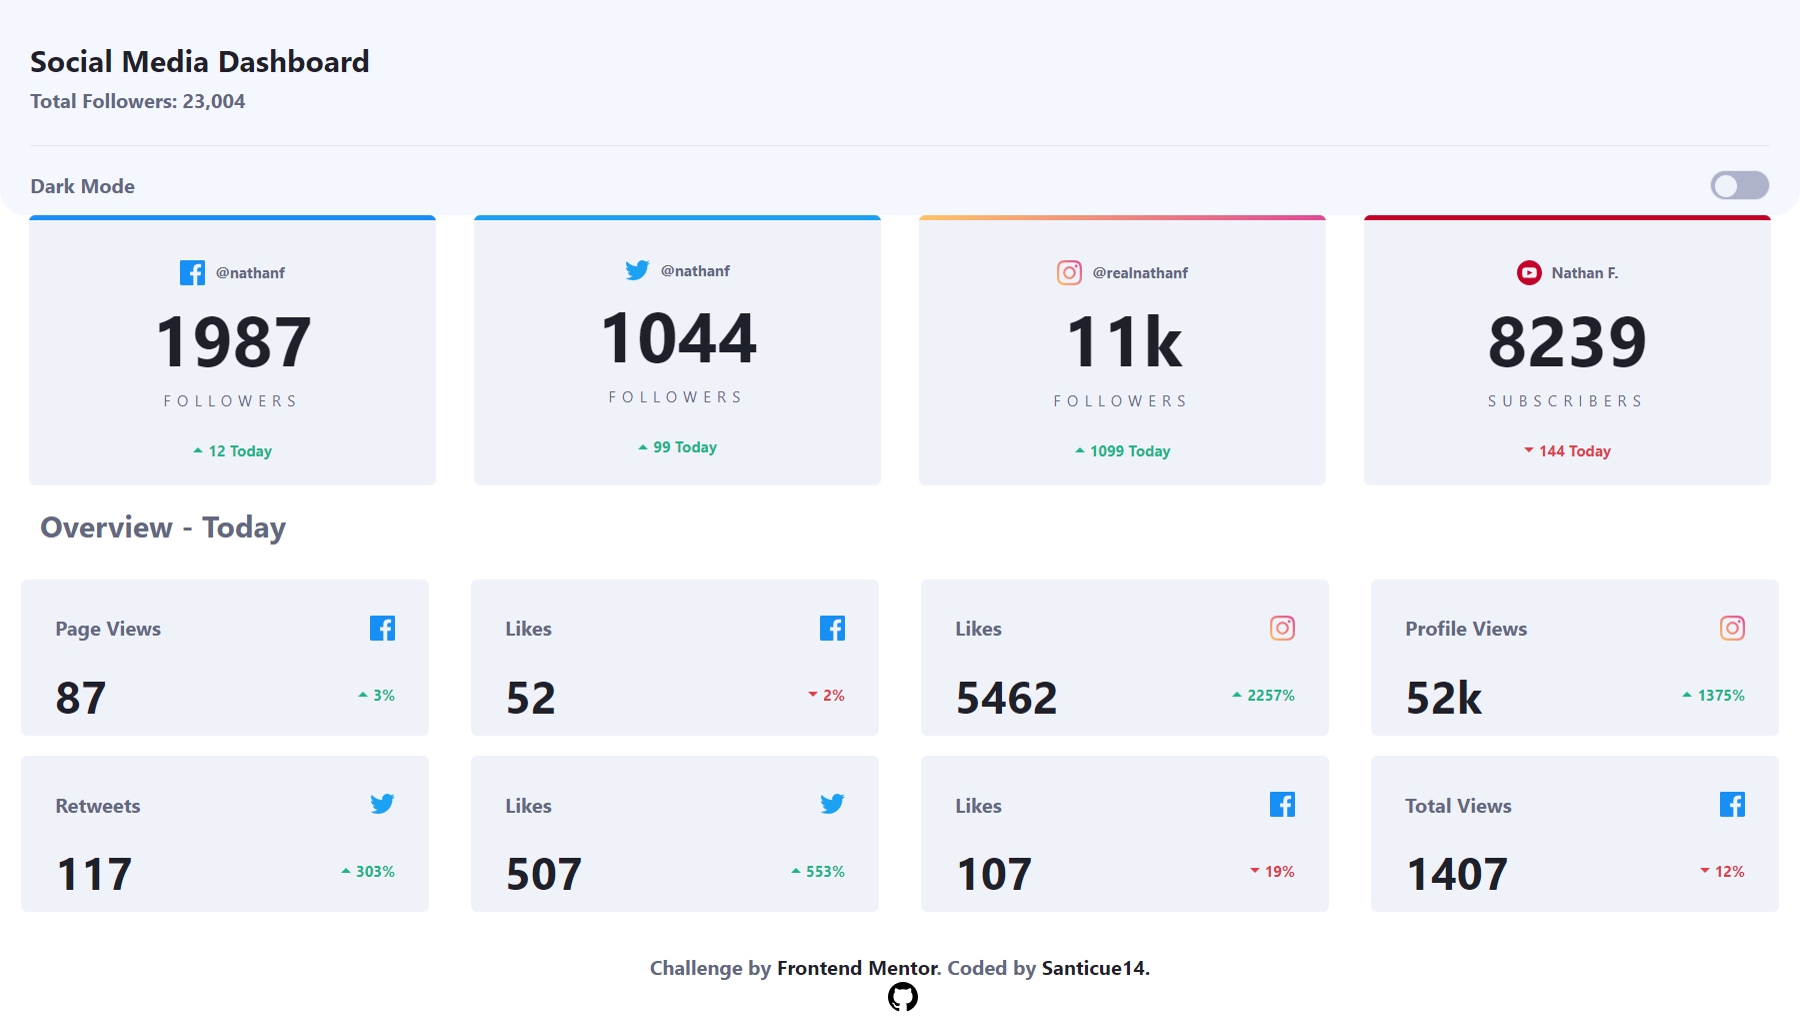 Social Media Dashboard
Total Followers: 23,004
Dark Mode
@nathanf
1987
FOLLOWERS
12 Today
@nathanf
1044
FOLLOWERS
99 Today
@realnathanf
11k
FOLLOWERS
1099 Today
Nathan F.
8239
SUBSCRIBERS
144 Today
Overview - Today
Page Views
87
3%
Likes
52
2%
Likes
5462
2257%
Profile Views
52k
1375%
Retweets
117
303%
Likes
507
553%
Likes
107
19%
Total Views
1407
12%
Challenge by Frontend Mentor. Coded by Santicue14.